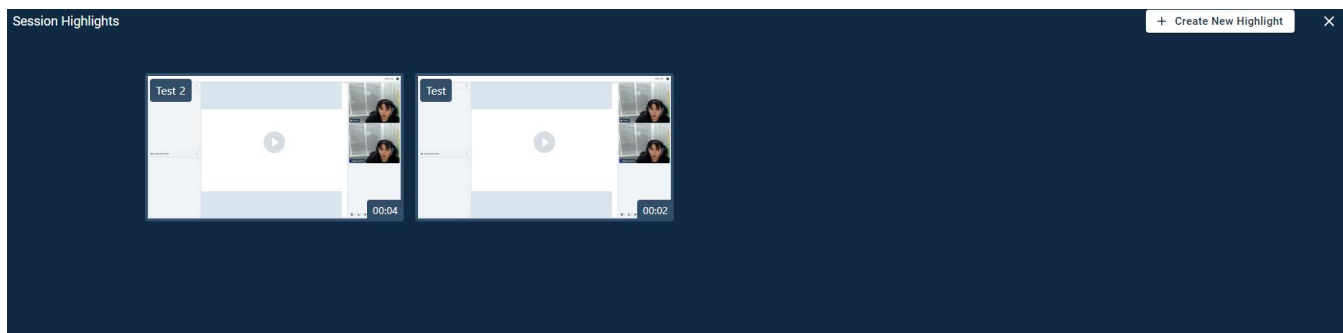 Session Highlights
+ Create New Highlight
Test 2
00:04
Test
00:02